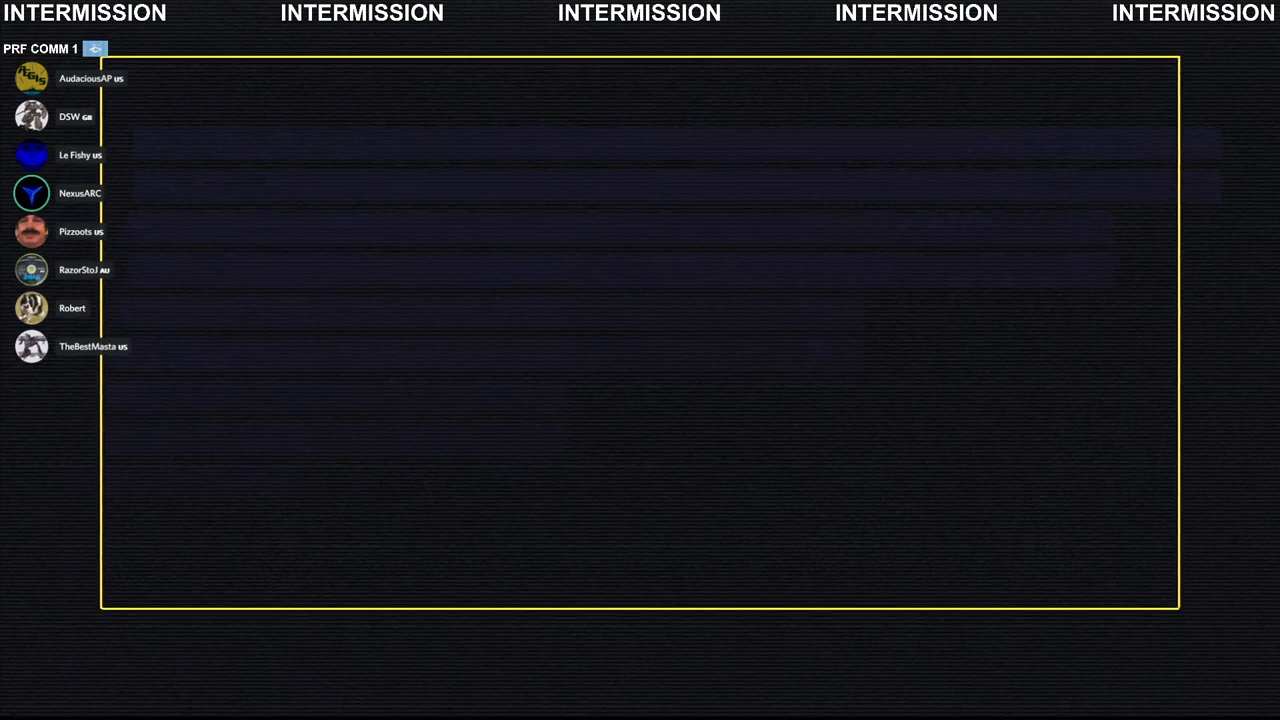 INTERMISSION INTERMISSION INTERMISSION INTERMISSION INTERMISSION
PRF COMM 1
AudaciousAP US
DSW GB
Le Fishy US
NexusARC
Pizzoots US
RazorStoJ AU
Robert
TheBestMasta US